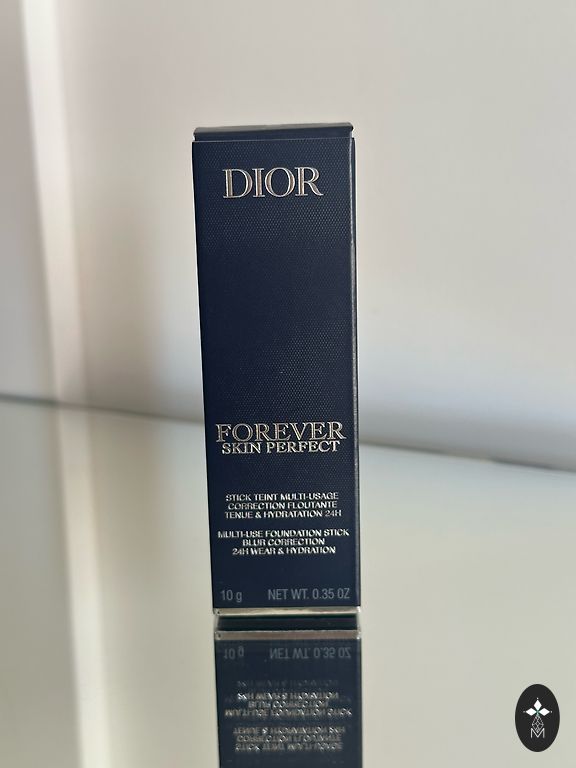 DIOR
FOREVER
SKIN PERFECT
STICK TEINT MULTI-USAGE
CORRECTION FLOUTANTE
TENUE & HYDRATATION 24H
MULTI-USE FOUNDATION STICK
BLUR CORRECTION
24H WEAR & HYDRATION
10 g NET WT. 0.35 OZ
M